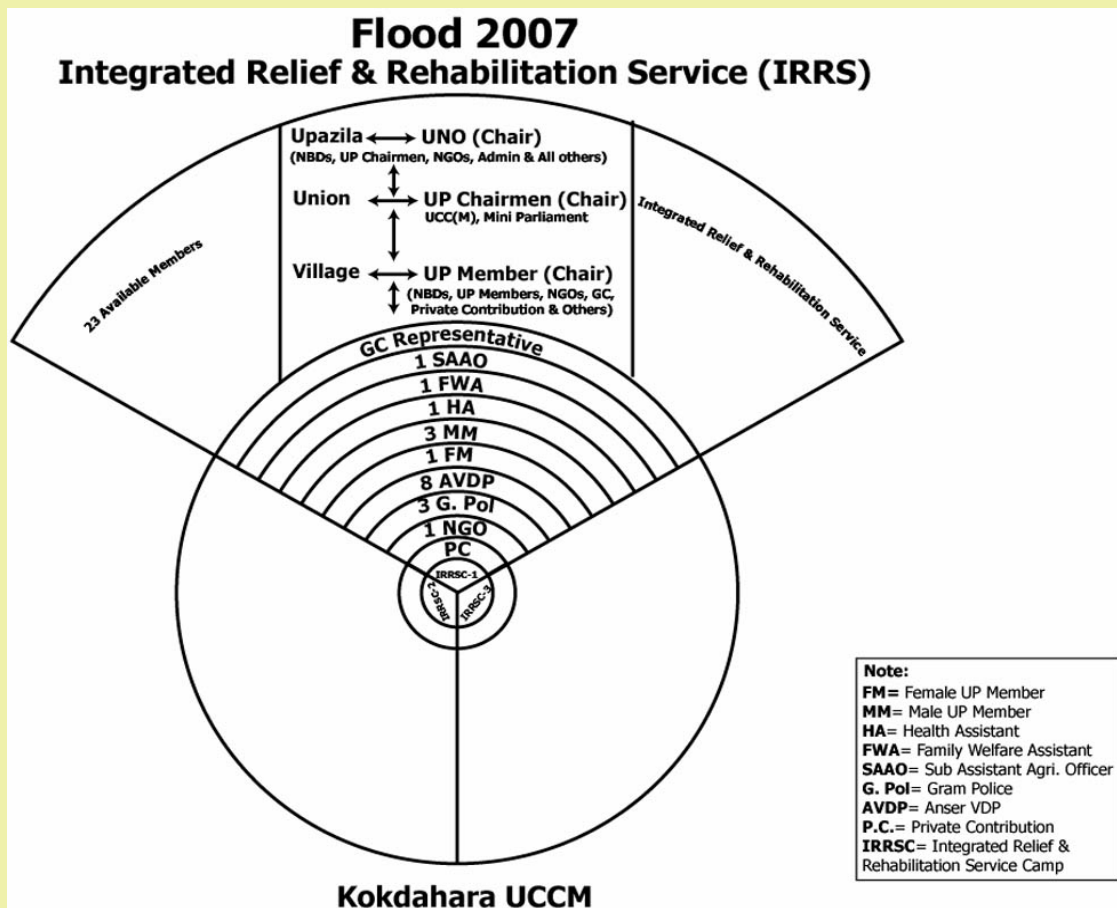 Flood 2007
Integrated Relief & Rehabilitation Service (IRRS)
Upazila UNO (Chair)
(NBDs, UP Chairmen, NGOs, Admin & All others)
Union UP Chairmen (Chair)
UCC(M), Mini Parliament
Village UP Member (Chair)
(NBDs, UP Members, NGOs, GC,
Private Contribution & Others)
23 Available Members
Integrated Relief & Rehabilitation Service
GC Representative
1 SAAO
1 FWA
1 HA
3 MM
1 FM
8 AVDP
3 G. Pol
1 NGO
PC
IRRSC-1
IRRSC-2
IRRSC-3
Note:
FM= Female UP Member
MM= Male UP Member
HA= Health Assistant
FWA= Family Welfare Assistant
SAAO= Sub Assistant Agri. Officer
G. Pol= Gram Police
AVDP= Anser VDP
P.C.= Private Contribution
IRRSC= Integrated Relief &
Rehabilitation Service Camp
Kokdahara UCCM